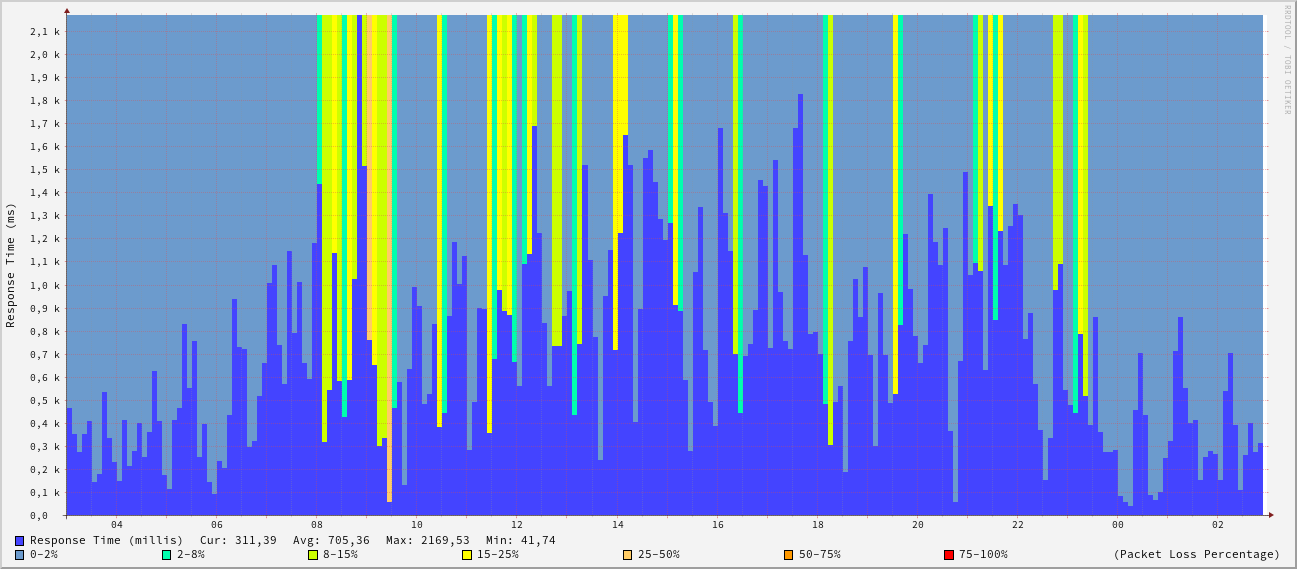 RRDTOOL / TOBI OETIKER
Response Time (ms)
2,1 k
2,0 k
1,9 k
1,8 k
1,7 k
1,6 k
1,5 k
1,4 k
1,3 k
1,2 k
1,1 k
1,0 k
0,9 k
0,8 k
0,7 k
0,6 k
0,5 k
0,4 k
0,3 k
0,2 k
0,1 k
0,0
04 06 08 10 12 14 16 18 20 22 00 02
Response Time (millis) Cur: 311,39 Avg: 705,36 Max: 2169,53 Min: 41,74
0-2% 2-8% 8-15% 15-25% 25-50% 50-75% 75-100% (Packet Loss Percentage)